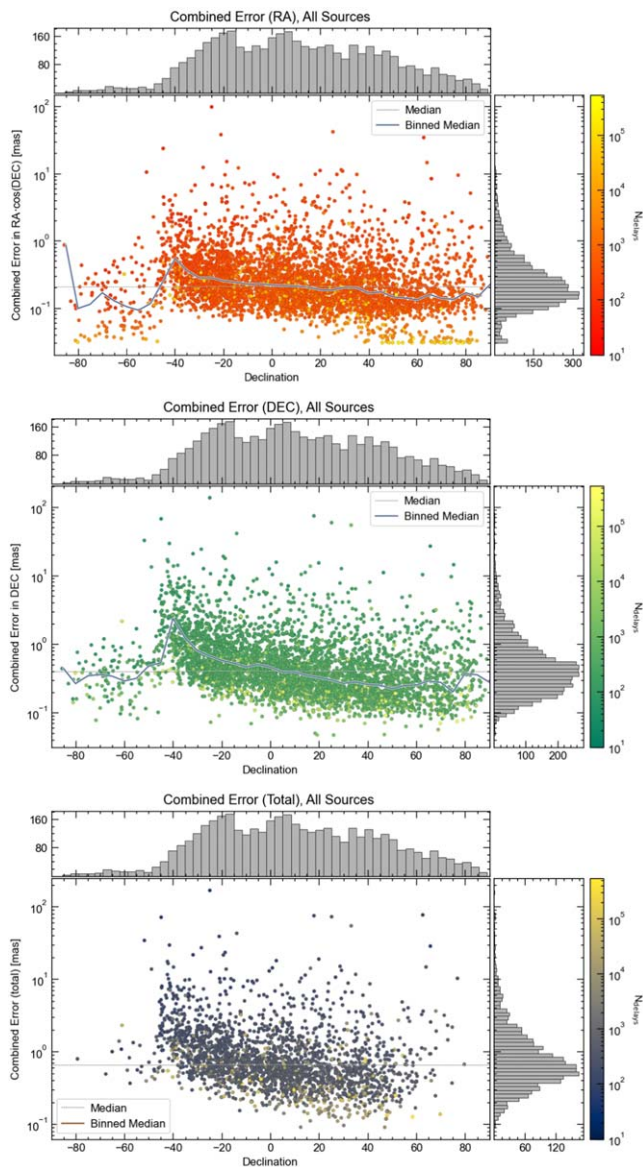 Combined Error (RA), All Sources
160
80
10²
10¹
10⁰
10⁻¹
Combined Error in RA·cos(DEC) [mas]
Median
Binned Median
−80 −60 −40 −20 0 20 40 60 80
Declination
150 300
10⁵
10⁴
10³
10²
10¹
Ndelays
Combined Error (DEC), All Sources
160
80
10²
10¹
10⁰
10⁻¹
Combined Error in DEC [mas]
Median
Binned Median
−80 −60 −40 −20 0 20 40 60 80
Declination
100 200
10⁵
10⁴
10³
10²
10¹
Ndelays
Combined Error (Total), All Sources
160
80
10²
10¹
10⁰
10⁻¹
Combined Error (total) [mas]
Median
Binned Median
−80 −60 −40 −20 0 20 40 60 80
Declination
60 120
10⁵
10⁴
10³
10²
10¹
Ndelays